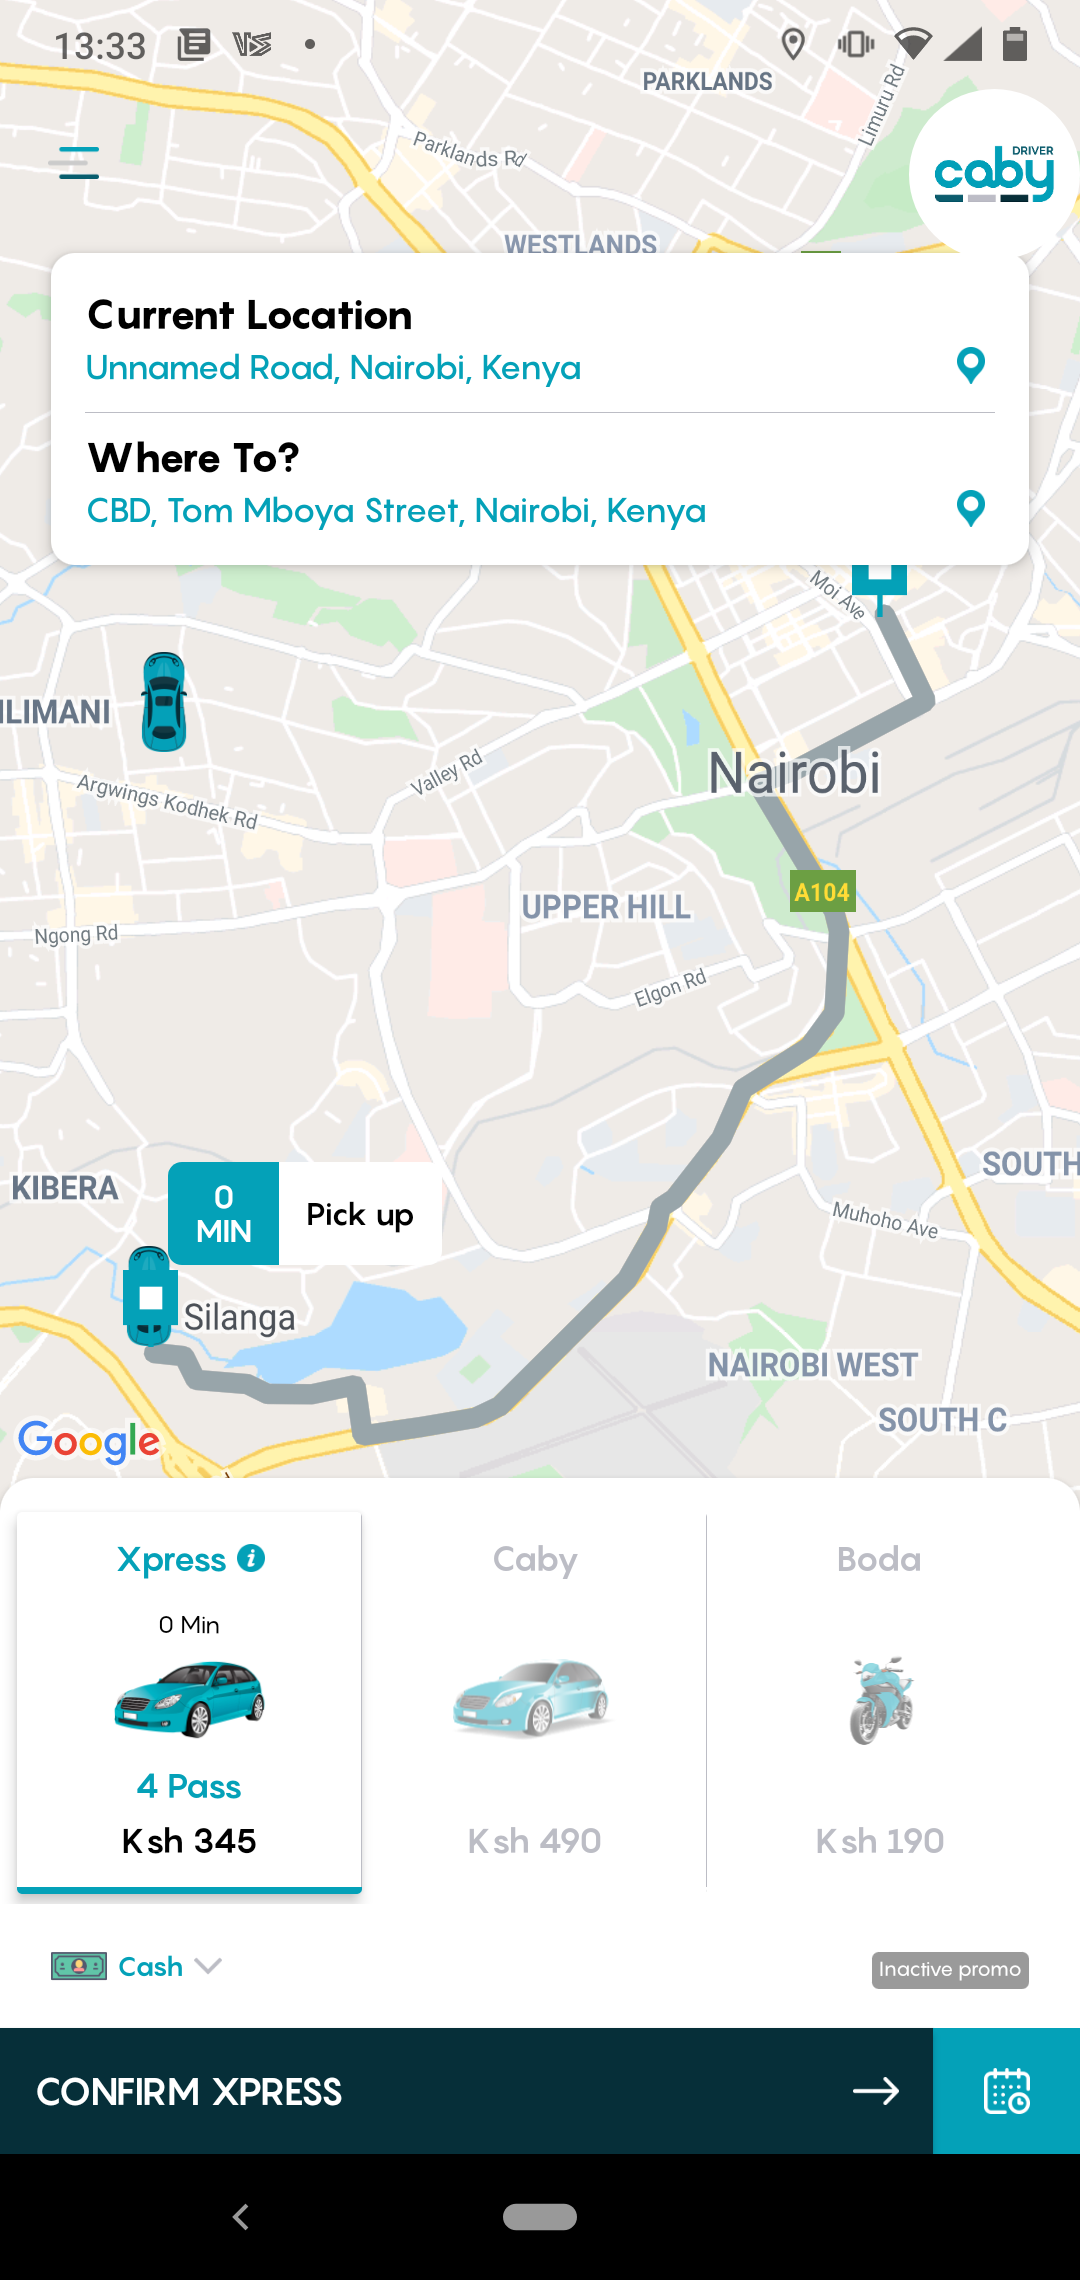 13:33
PARKLANDS
Limuru Rd
Parklands Rd
DRIVER
caby
WESTLANDS
Current Location
Unnamed Road, Nairobi, Kenya
Where To?
CBD, Tom Mboya Street, Nairobi, Kenya
Moi Ave
ILIMANI
Valley Rd
Nairobi
Argwings Kodhek Rd
A104
UPPER HILL
Ngong Rd
Elgon Rd
SOUTH
KIBERA
0
MIN
Pick up
Muhoho Ave
Silanga
NAIROBI WEST
SOUTH C
Google
Xpress i
Caby
Boda
0 Min
4 Pass
Ksh 345
Ksh 490
Ksh 190
Cash
Inactive promo
CONFIRM XPRESS